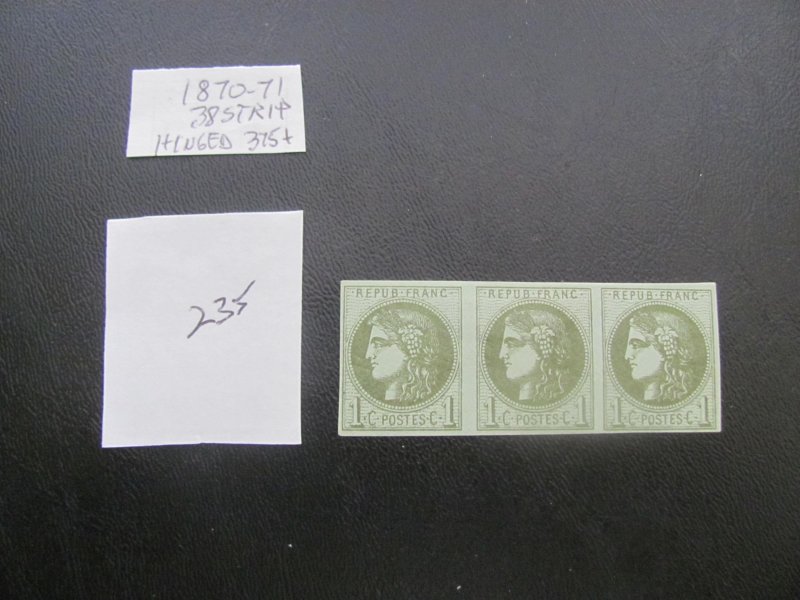 1870-71
38 STRIP
HINGED 375+
235
REPUB·FRANC· REPUB·FRANC· REPUB·FRANC·
1 C·POSTES·C· 1 1 C·POSTES·C· 1 1 C·POSTES·C· 1